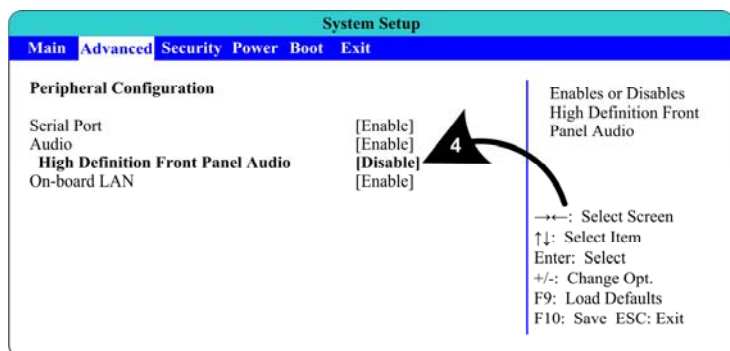 System Setup
Main Advanced Security Power Boot Exit
Peripheral Configuration
Serial Port [Enable]
Audio [Enable]
High Definition Front Panel Audio [Disable]
On-board LAN [Enable]
4
Enables or Disables
High Definition Front
Panel Audio
→←: Select Screen
↑↓: Select Item
Enter: Select
+/-: Change Opt.
F9: Load Defaults
F10: Save ESC: Exit